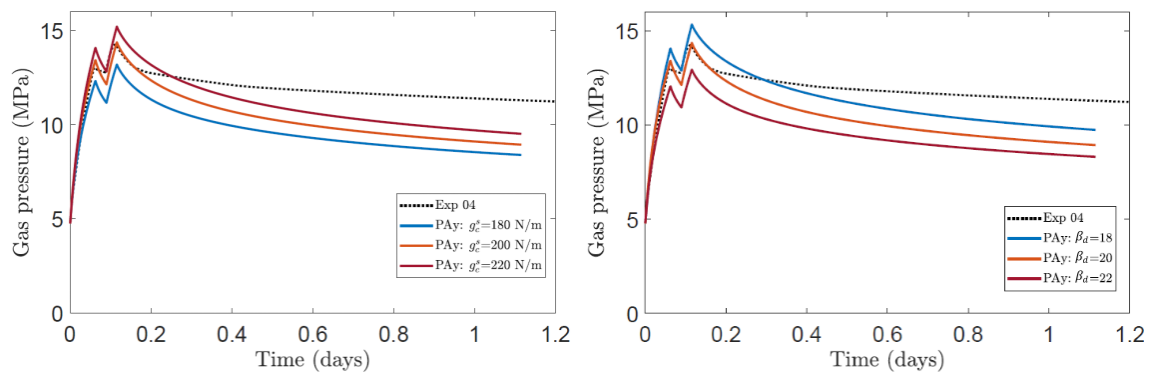 15
10
5
0
Gas pressure (MPa)
0 0.2 0.4 0.6 0.8 1 1.2
Time (days)
Exp 04
PAy: g_c^s=180 N/m
PAy: g_c^s=200 N/m
PAy: g_c^s=220 N/m
15
10
5
0
Gas pressure (MPa)
0 0.2 0.4 0.6 0.8 1 1.2
Time (days)
Exp 04
PAy: β_d=18
PAy: β_d=20
PAy: β_d=22